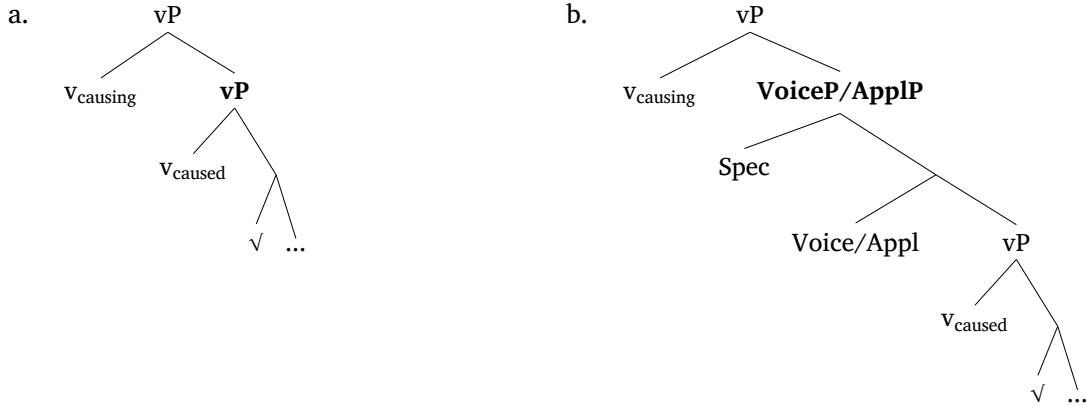 a.
vP
v_causing
vP
v_caused
√ ...
b.
vP
v_causing
VoiceP/ApplP
Spec
Voice/Appl
vP
v_caused
√ ...